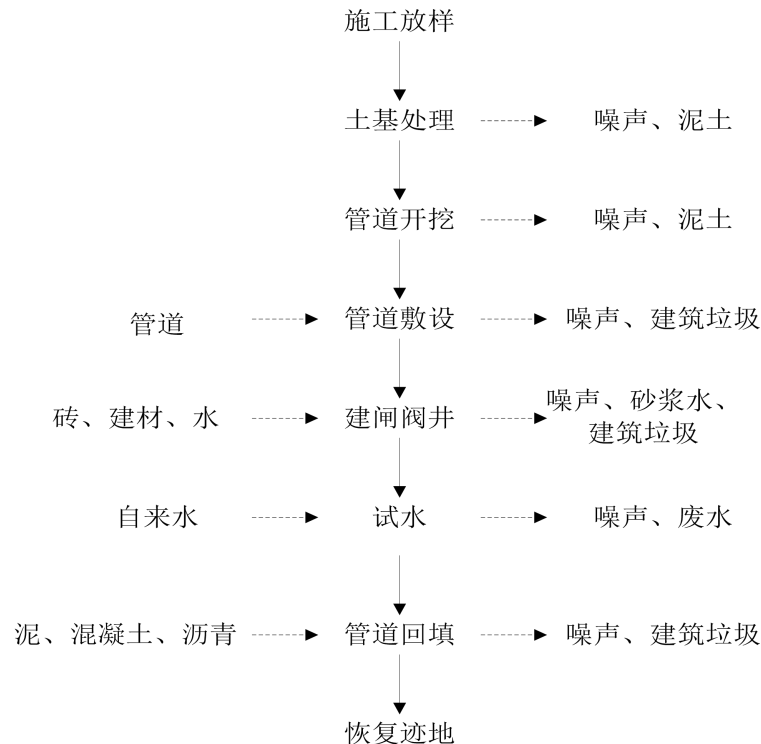 施工放样
土基处理
噪声、泥土
管道开挖
噪声、泥土
管道
管道敷设
噪声、建筑垃圾
砖、建材、水
建闸阀井
噪声、砂浆水、
建筑垃圾
自来水
试水
噪声、废水
泥、混凝土、沥青
管道回填
噪声、建筑垃圾
恢复迹地